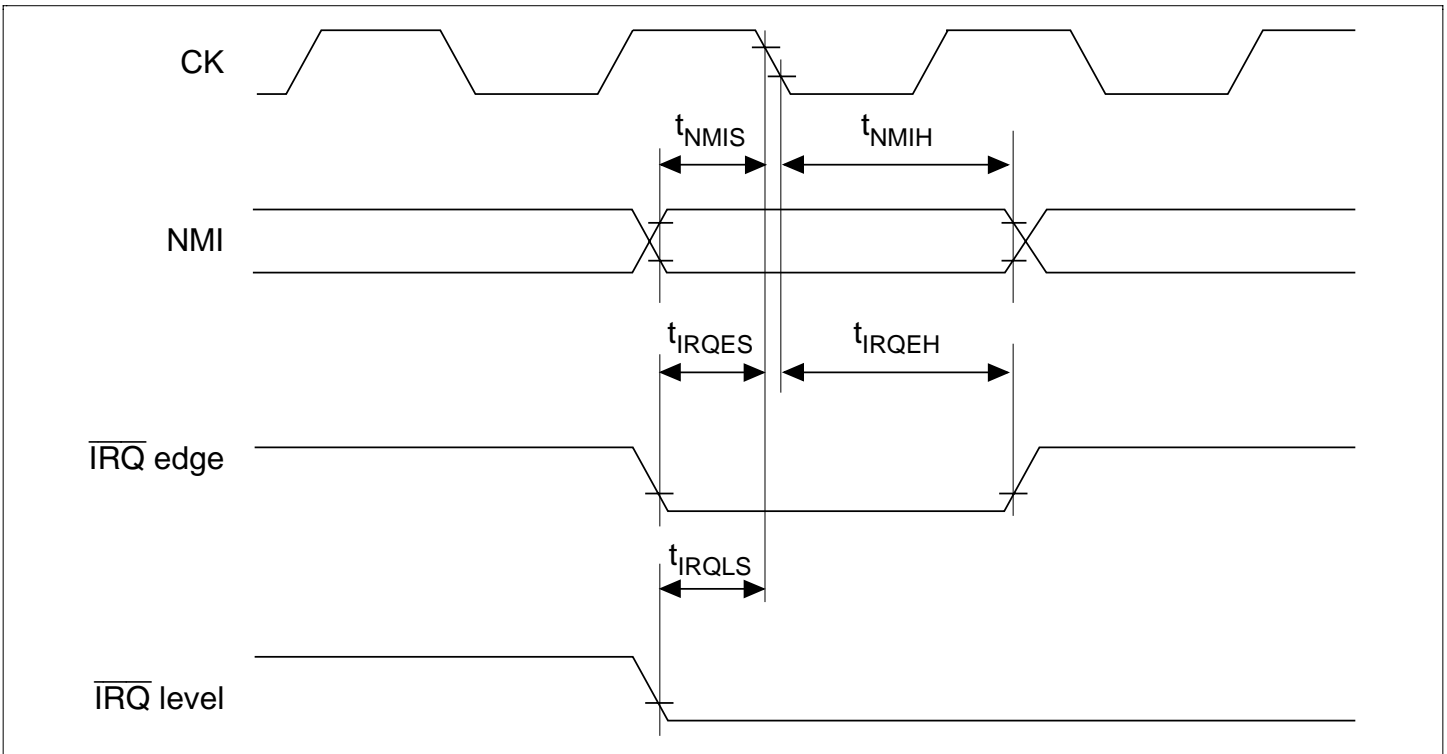 CK
tNMIS tNMIH
NMI
tIRQES tIRQEH
IRQ edge
tIRQLS
IRQ level